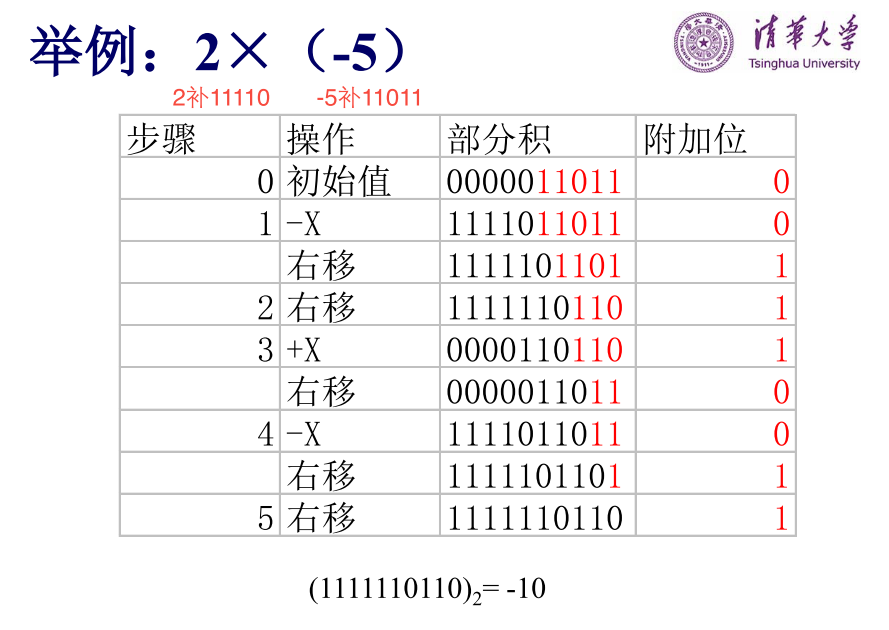 举例：2×（-5）
清华大学
Tsinghua University
2补11110 -5补11011
步骤 操作 部分积 附加位
0 初始值 0000011011 0
1 -X 1111011011 0
右移 1111101101 1
2 右移 1111110110 1
3 +X 0000110110 1
右移 0000011011 0
4 -X 1111011011 0
右移 1111101101 1
5 右移 1111110110 1
(1111110110)2= -10